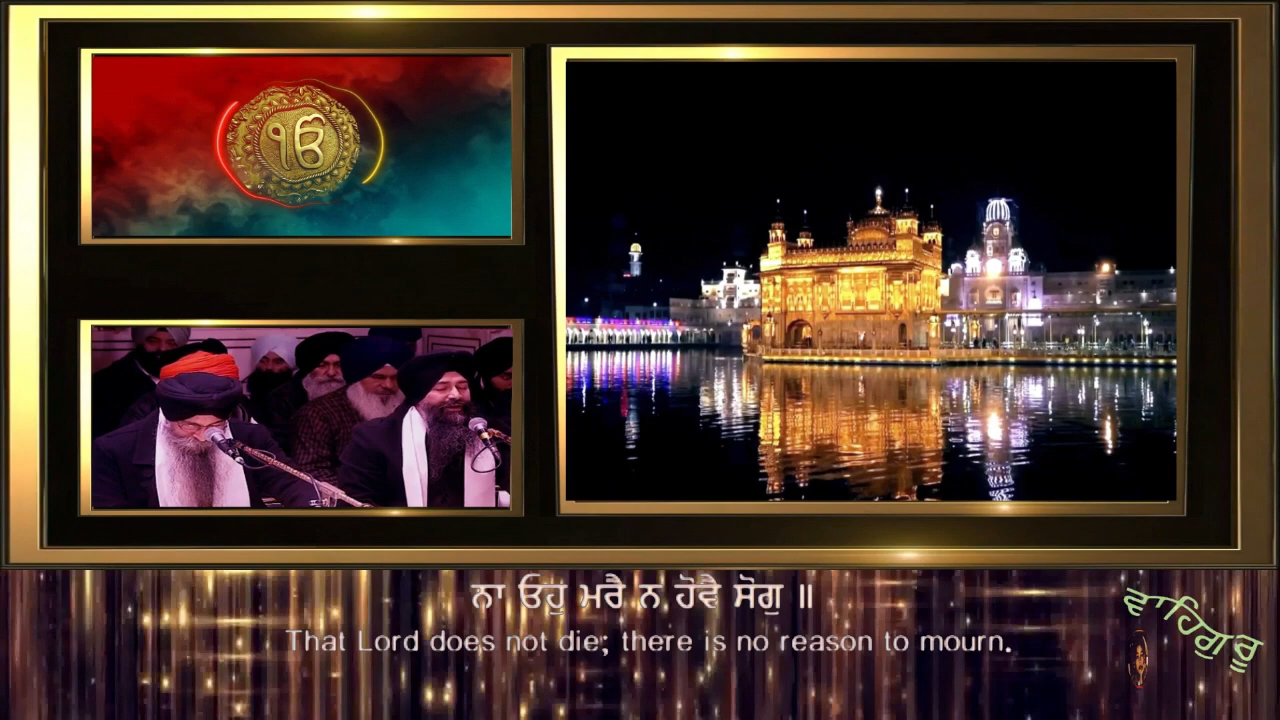 ੴ
ਨਾ ਓਹੁ ਮਰੈ ਨ ਹੋਵੈ ਸੋਗੁ ॥
That Lord does not die; there is no reason to mourn.
ਵਾਹਿਗੁਰੂ